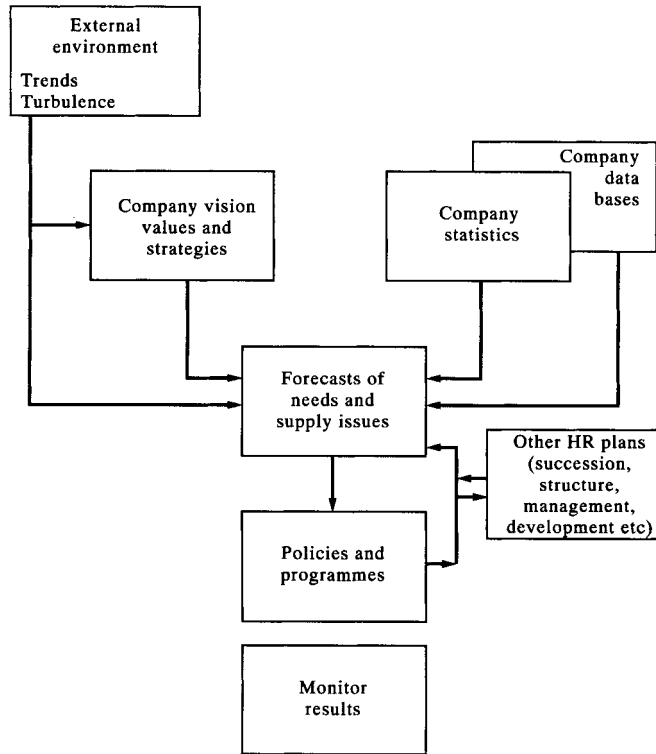 External
environment
Trends
Turbulence
Company
data
bases
Company vision
values and
strategies
Company
statistics
Forecasts of
needs and
supply issues
Other HR plans
(succession,
structure,
management,
development etc)
Policies and
programmes
Monitor
results